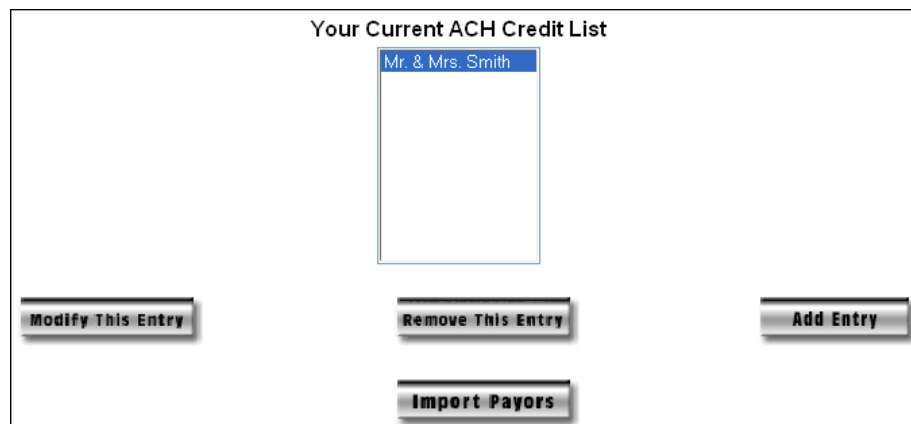 Your Current ACH Credit List
Mr. & Mrs. Smith
Modify This Entry
Remove This Entry
Add Entry
Import Payors